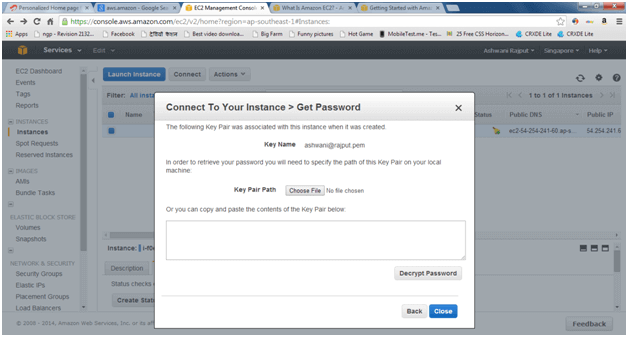 Personalized Home page
aws.amazon - Google Sea
EC2 Management Conso
What Is Amazon EC2? - A
Getting Started with Amaz
https://console.aws.amazon.com/ec2/v2/home?region=ap-southeast-1#Instances:
Apps
ngp - Revision 2132...
Facebook
Best video downloa...
Big Farm
Funny pictures
Hot Game
MobileTest.me - Tes...
25 Free CSS Horizon...
CRXDE Lite
CRXDE Lite
Services
Edit
Ashwani Rajput
Singapore
Help
EC2 Dashboard
Events
Tags
Reports
INSTANCES
Instances
Spot Requests
Reserved Instances
IMAGES
AMIs
Bundle Tasks
ELASTIC BLOCK STORE
Volumes
Snapshots
NETWORK & SECURITY
Security Groups
Elastic IPs
Placement Groups
Load Balancers
Launch Instance
Connect
Actions
Filter: All insta
1 to 1 of 1 Instances
Name
Status
Public DNS
Public IP
ec2-54-254-241-60.ap-s...
54.254.241
Connect To Your Instance > Get Password
The following Key Pair was associated with this instance when it was created.
Key Name ashwani@rajput.pem
In order to retrieve your password you will need to specify the path of this Key Pair on your local
machine:
Key Pair Path Choose File No file chosen
Or you can copy and paste the contents of the Key Pair below:
Decrypt Password
Back Close
Instance:
Description
Status checks
Create Stat
© 2008 - 2014, Amazon Web Services, Inc. or its aff
Feedback